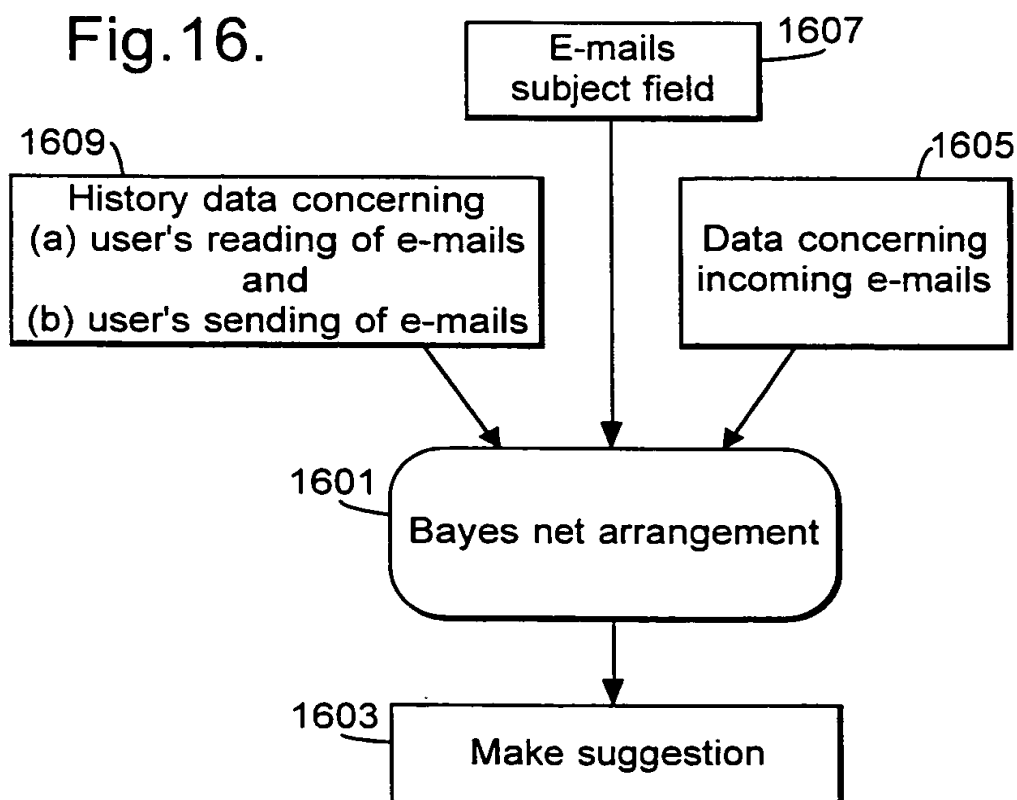 Fig.16.
1607
E-mails
subject field
1609
History data concerning
(a) user's reading of e-mails
and
(b) user's sending of e-mails
1605
Data concerning
incoming e-mails
1601
Bayes net arrangement
1603
Make suggestion